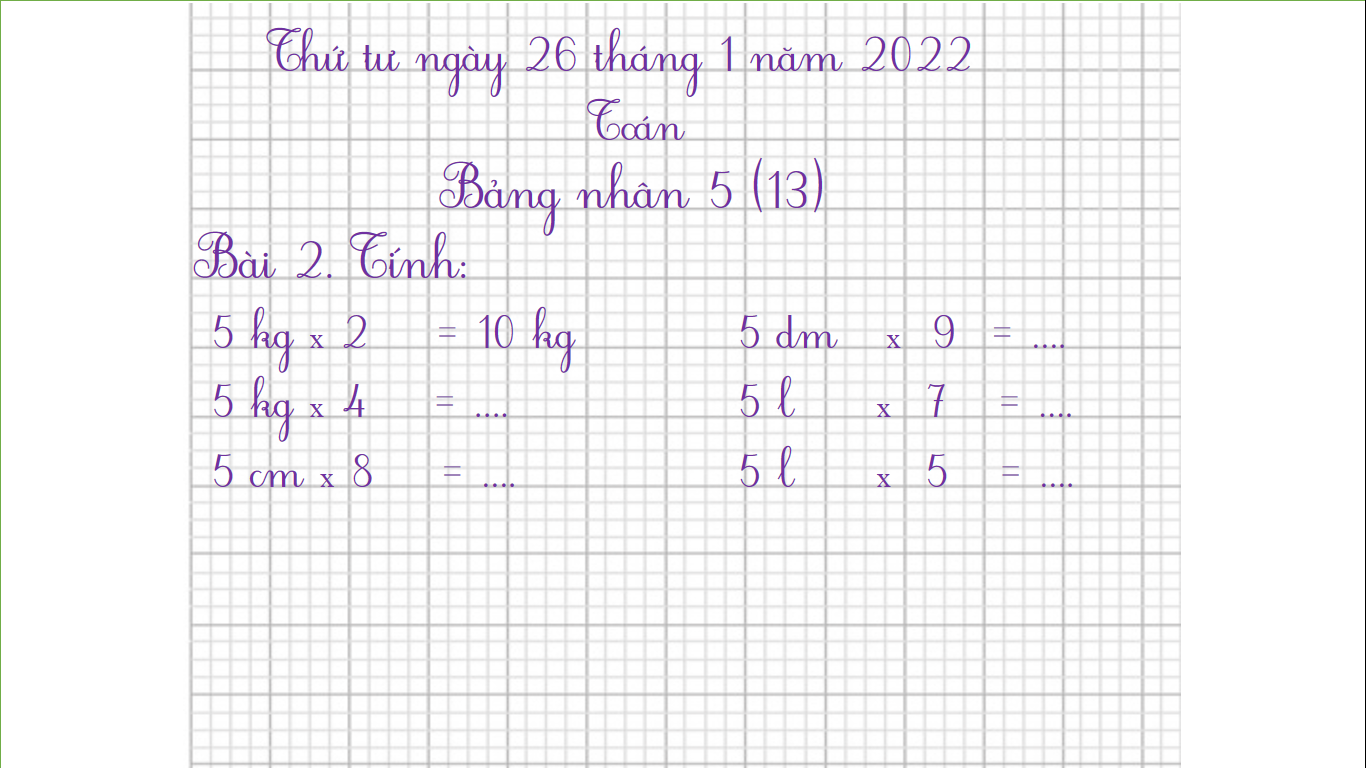 Thứ tư ngày 26 tháng 1 năm 2022
Toán
Bảng nhân 5 (13)
Bài 2. Tính:
5 kg x 2 = 10 kg 5 dm x 9 = ....
5 kg x 4 = .... 5 l x 7 = ....
5 cm x 8 = .... 5 l x 5 = ....